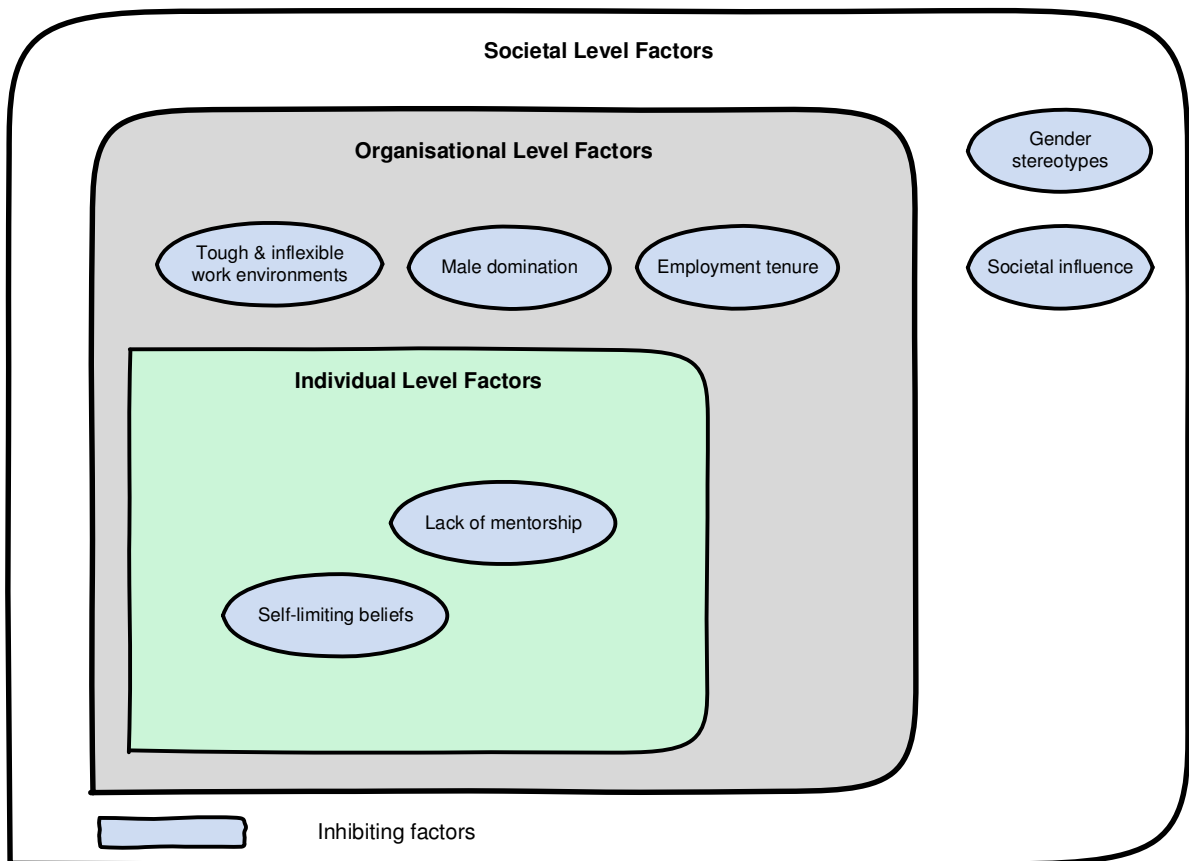 Societal Level Factors
Organisational Level Factors
Gender
stereotypes
Tough & inflexible
work environments
Male domination
Employment tenure
Societal influence
Individual Level Factors
Lack of mentorship
Self-limiting beliefs
Inhibiting factors